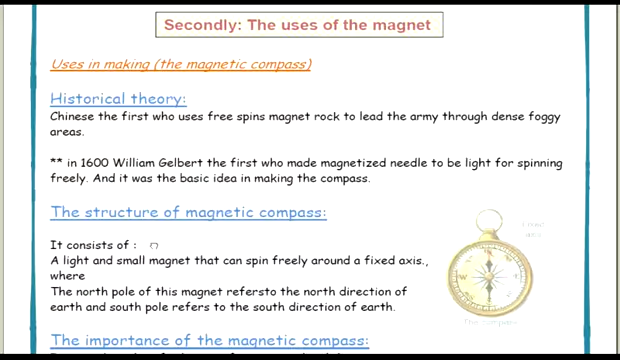 Secondly: The uses of the magnet
Uses in making (the magnetic compass)
Historical theory:
Chinese the first who uses free spins magnet rock to lead the army through dense foggy
areas.
** in 1600 William Gelbert the first who made magnetized needle to be light for spinning
freely. And it was the basic idea in making the compass.
The structure of magnetic compass:
It consists of :
A light and small magnet that can spin freely around a fixed axis.,
where
The north pole of this magnet refersto the north direction of
earth and south pole refers to the south direction of earth.
The compass
The importance of the magnetic compass: